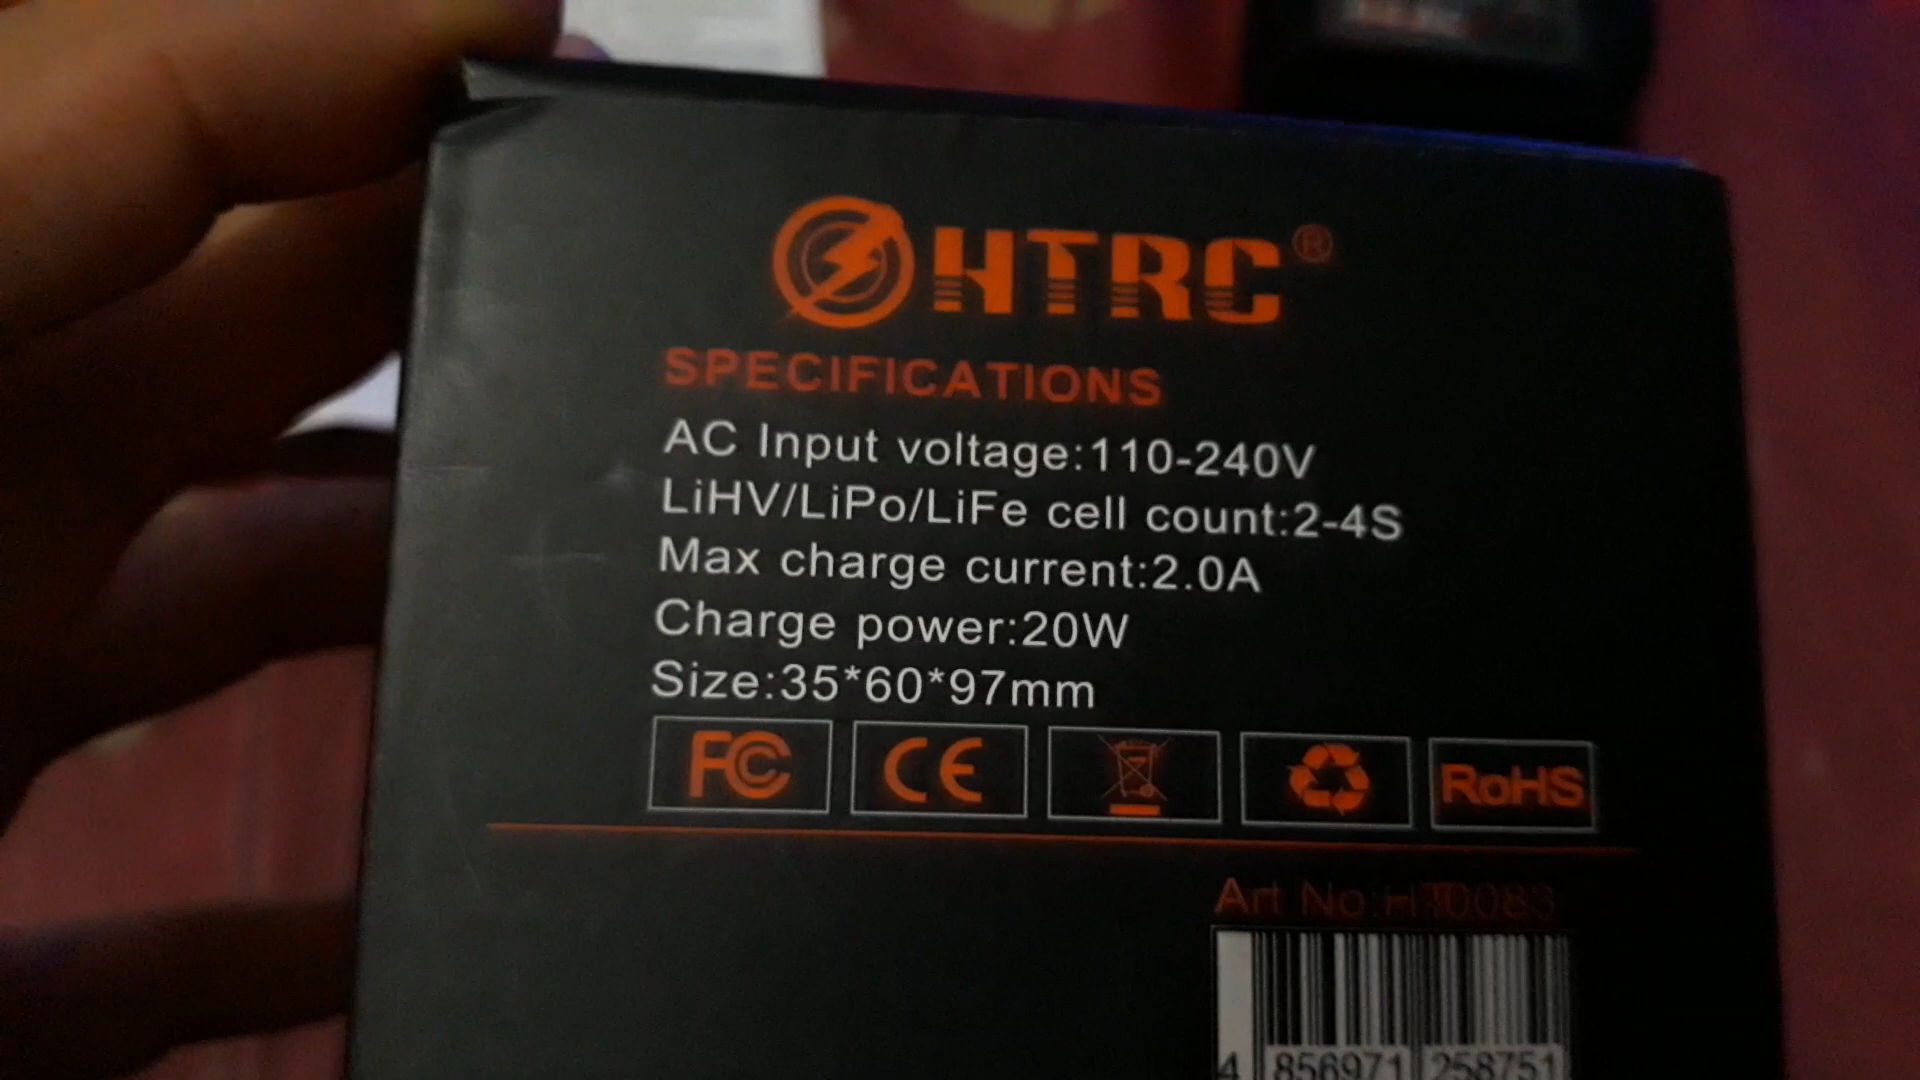 HTRC®
SPECIFICATIONS
AC Input voltage:110-240V
LiHV/LiPo/LiFe cell count:2-4S
Max charge current:2.0A
Charge power:20W
Size:35*60*97mm
FC CE RoHS
Art No:HT0083
4 856971 258751